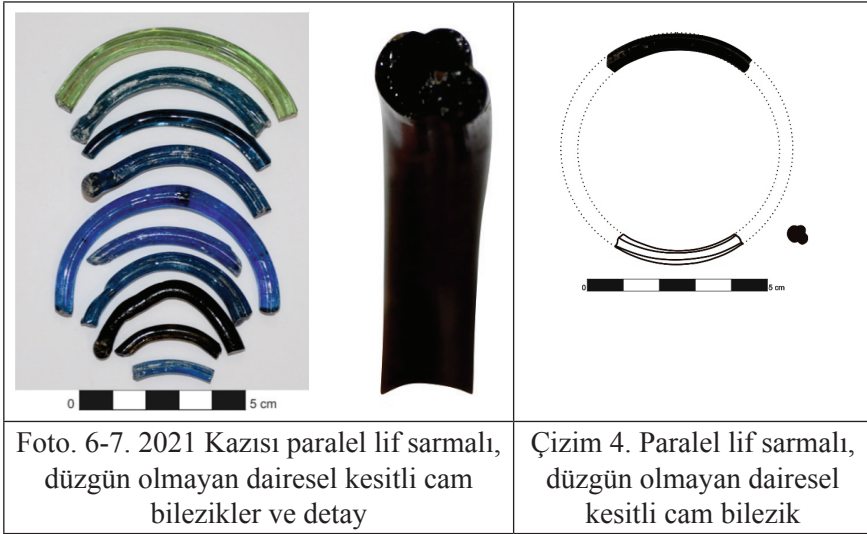 0 5 cm
0 5 cm
Foto. 6-7. 2021 Kazısı paralel lif sarmalı,
düzgün olmayan dairesel kesitli cam
bilezikler ve detay
Çizim 4. Paralel lif sarmalı,
düzgün olmayan dairesel
kesitli cam bilezik